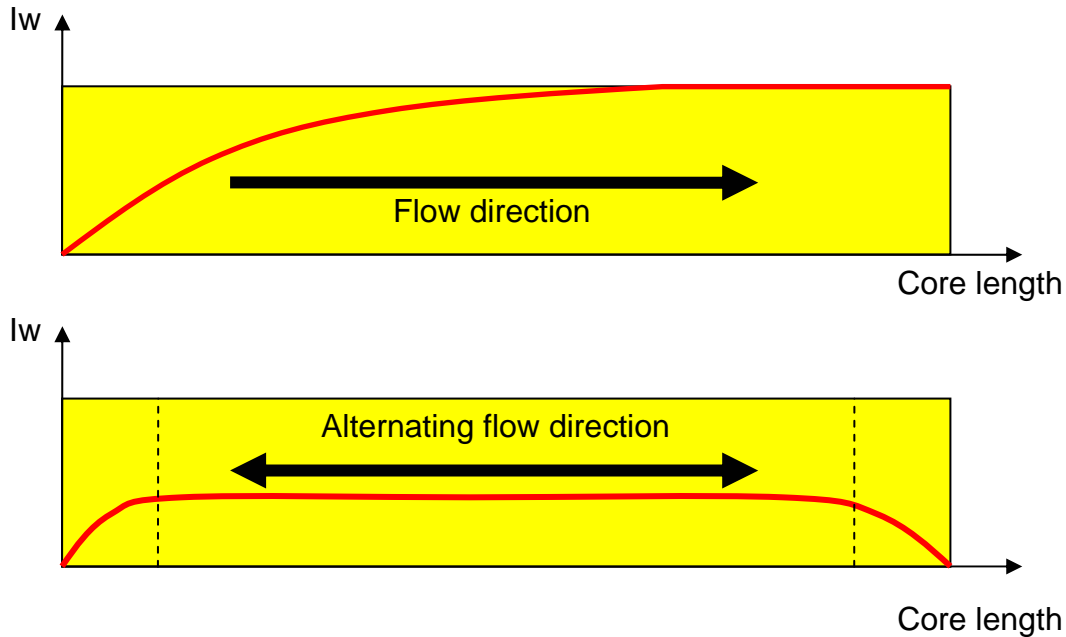 Iw
Flow direction
Core length
Iw
Alternating flow direction
Core length